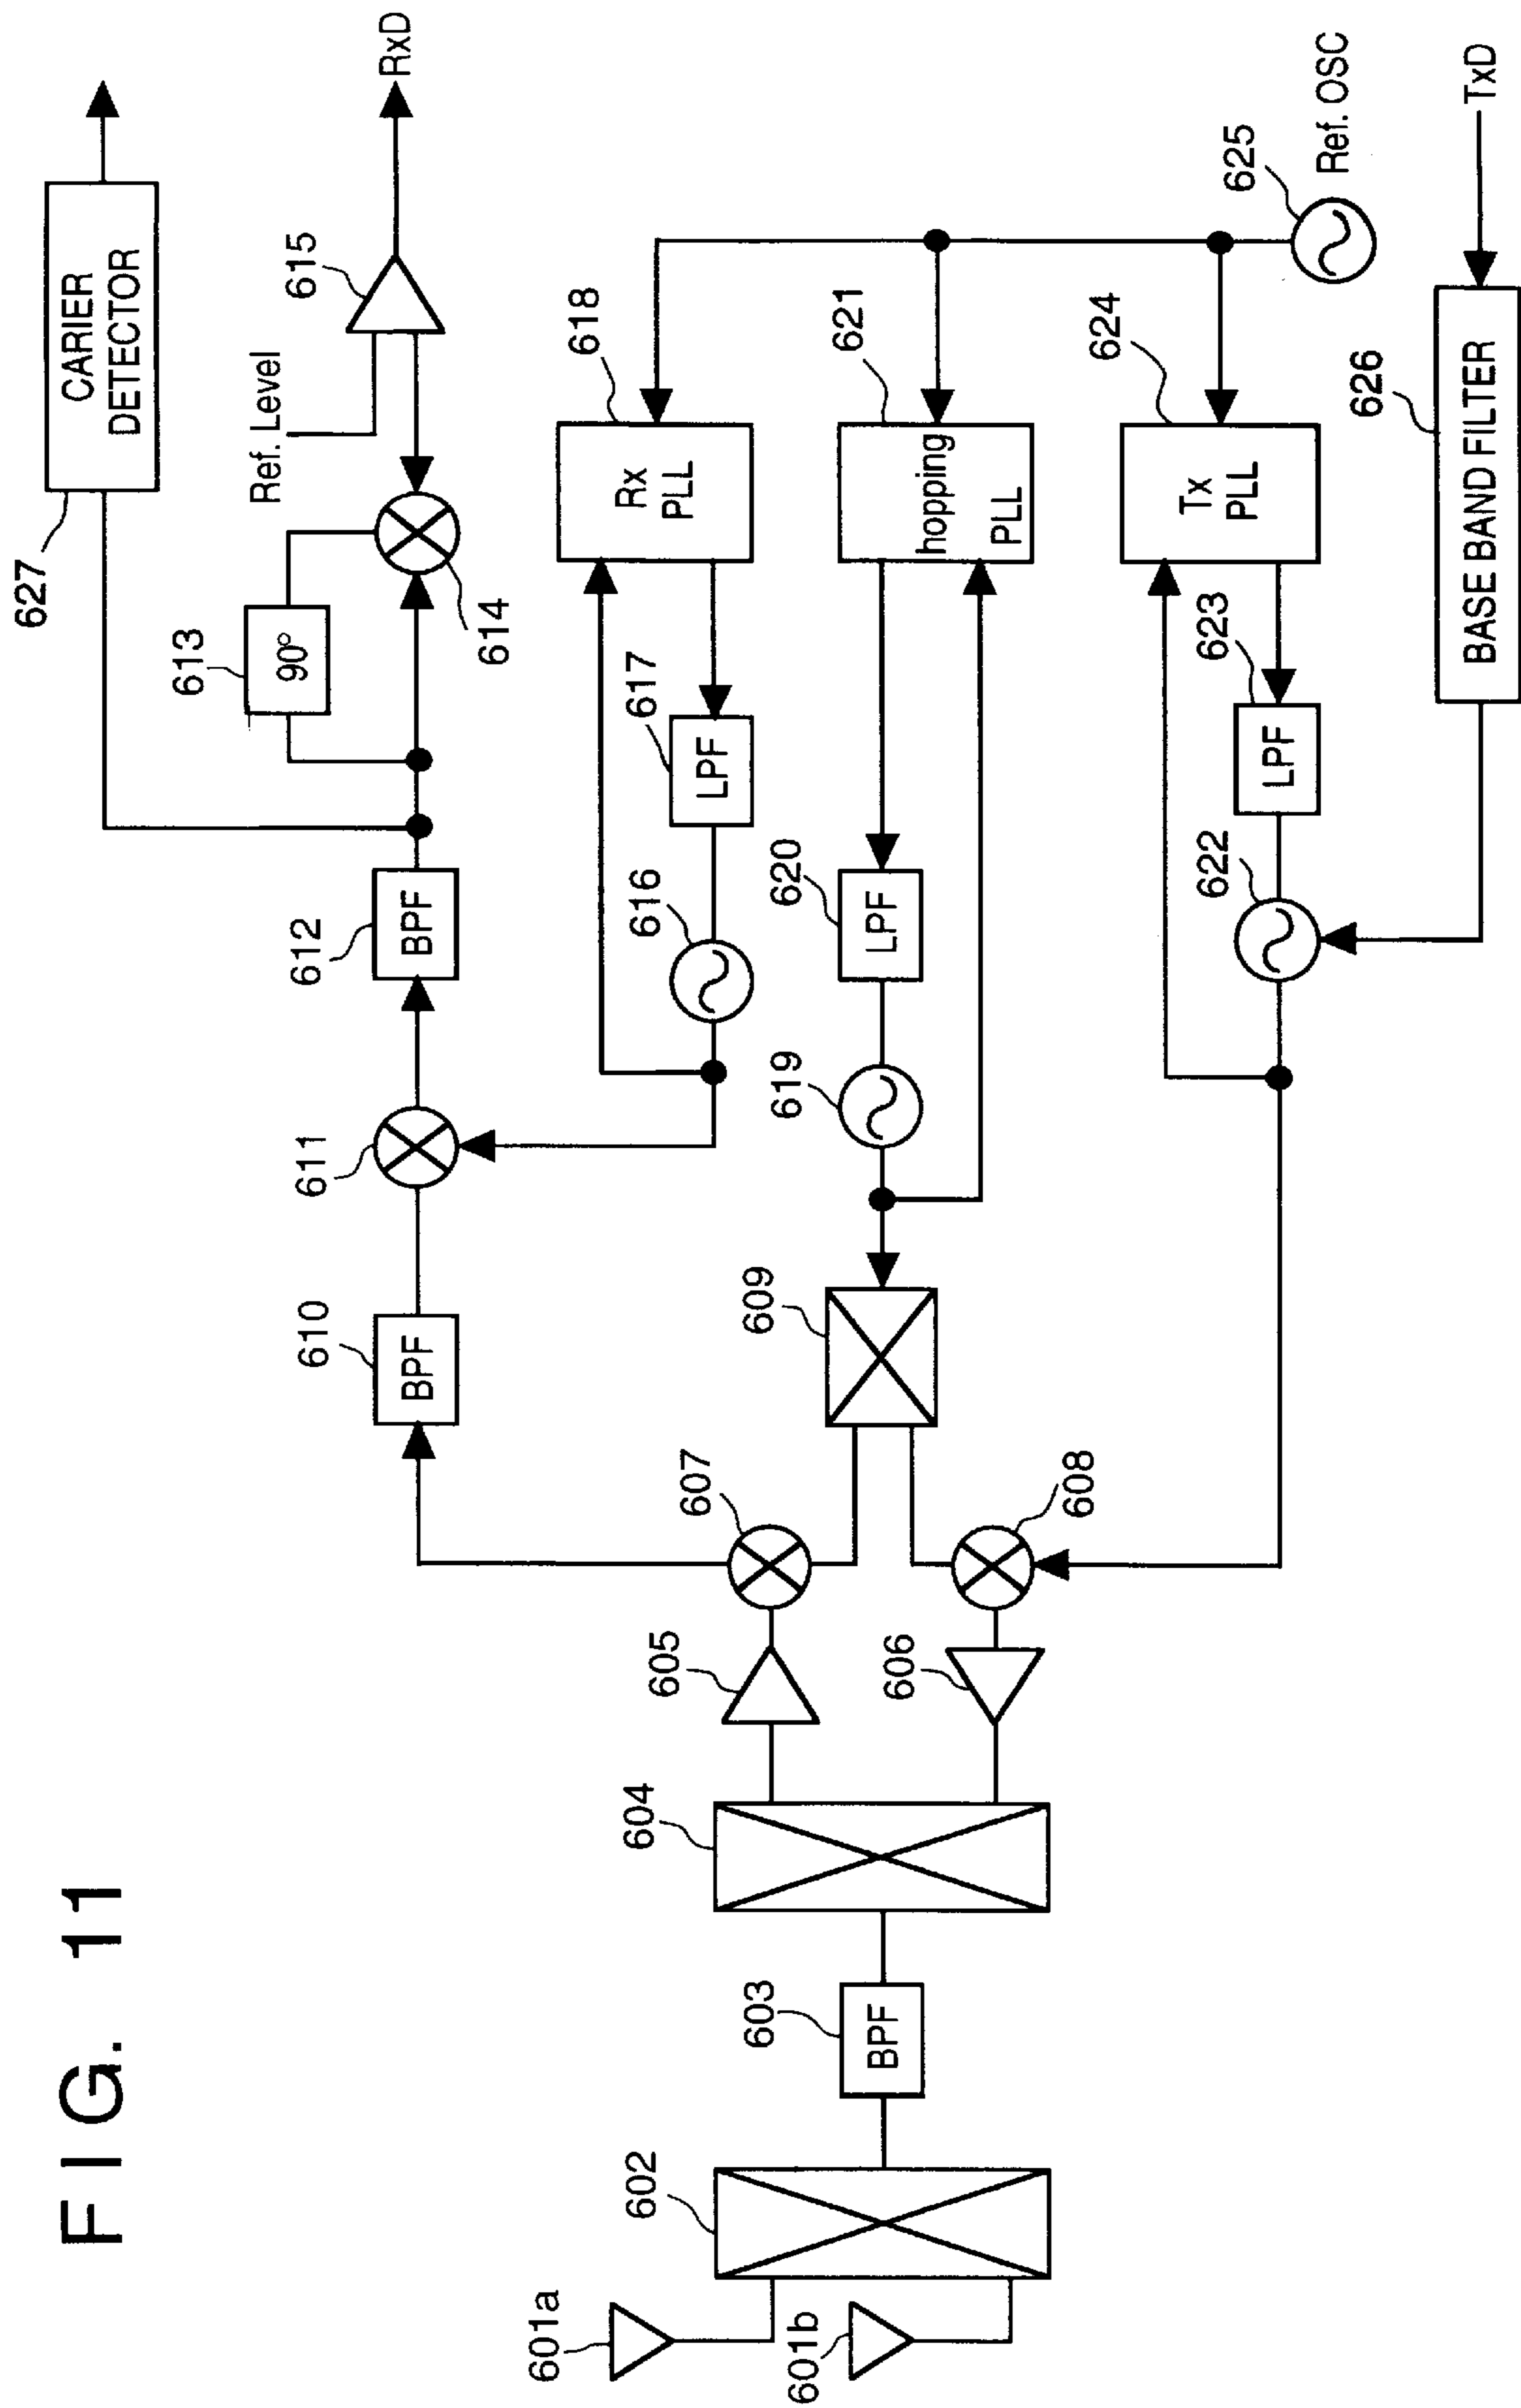 FIG. 11
627
CARIER
DETECTOR
RxD
615
Ref. Level
613
90°
614
612
BPF
611
610
BPF
618
Rx
PLL
617
LPF
616
621
hopping
PLL
620
LPF
619
609
607
608
605
606
604
603
BPF
602
601a
601b
624
Tx
PLL
623
LPF
622
625
Ref. OSC
626
BASE BAND FILTER
TxD